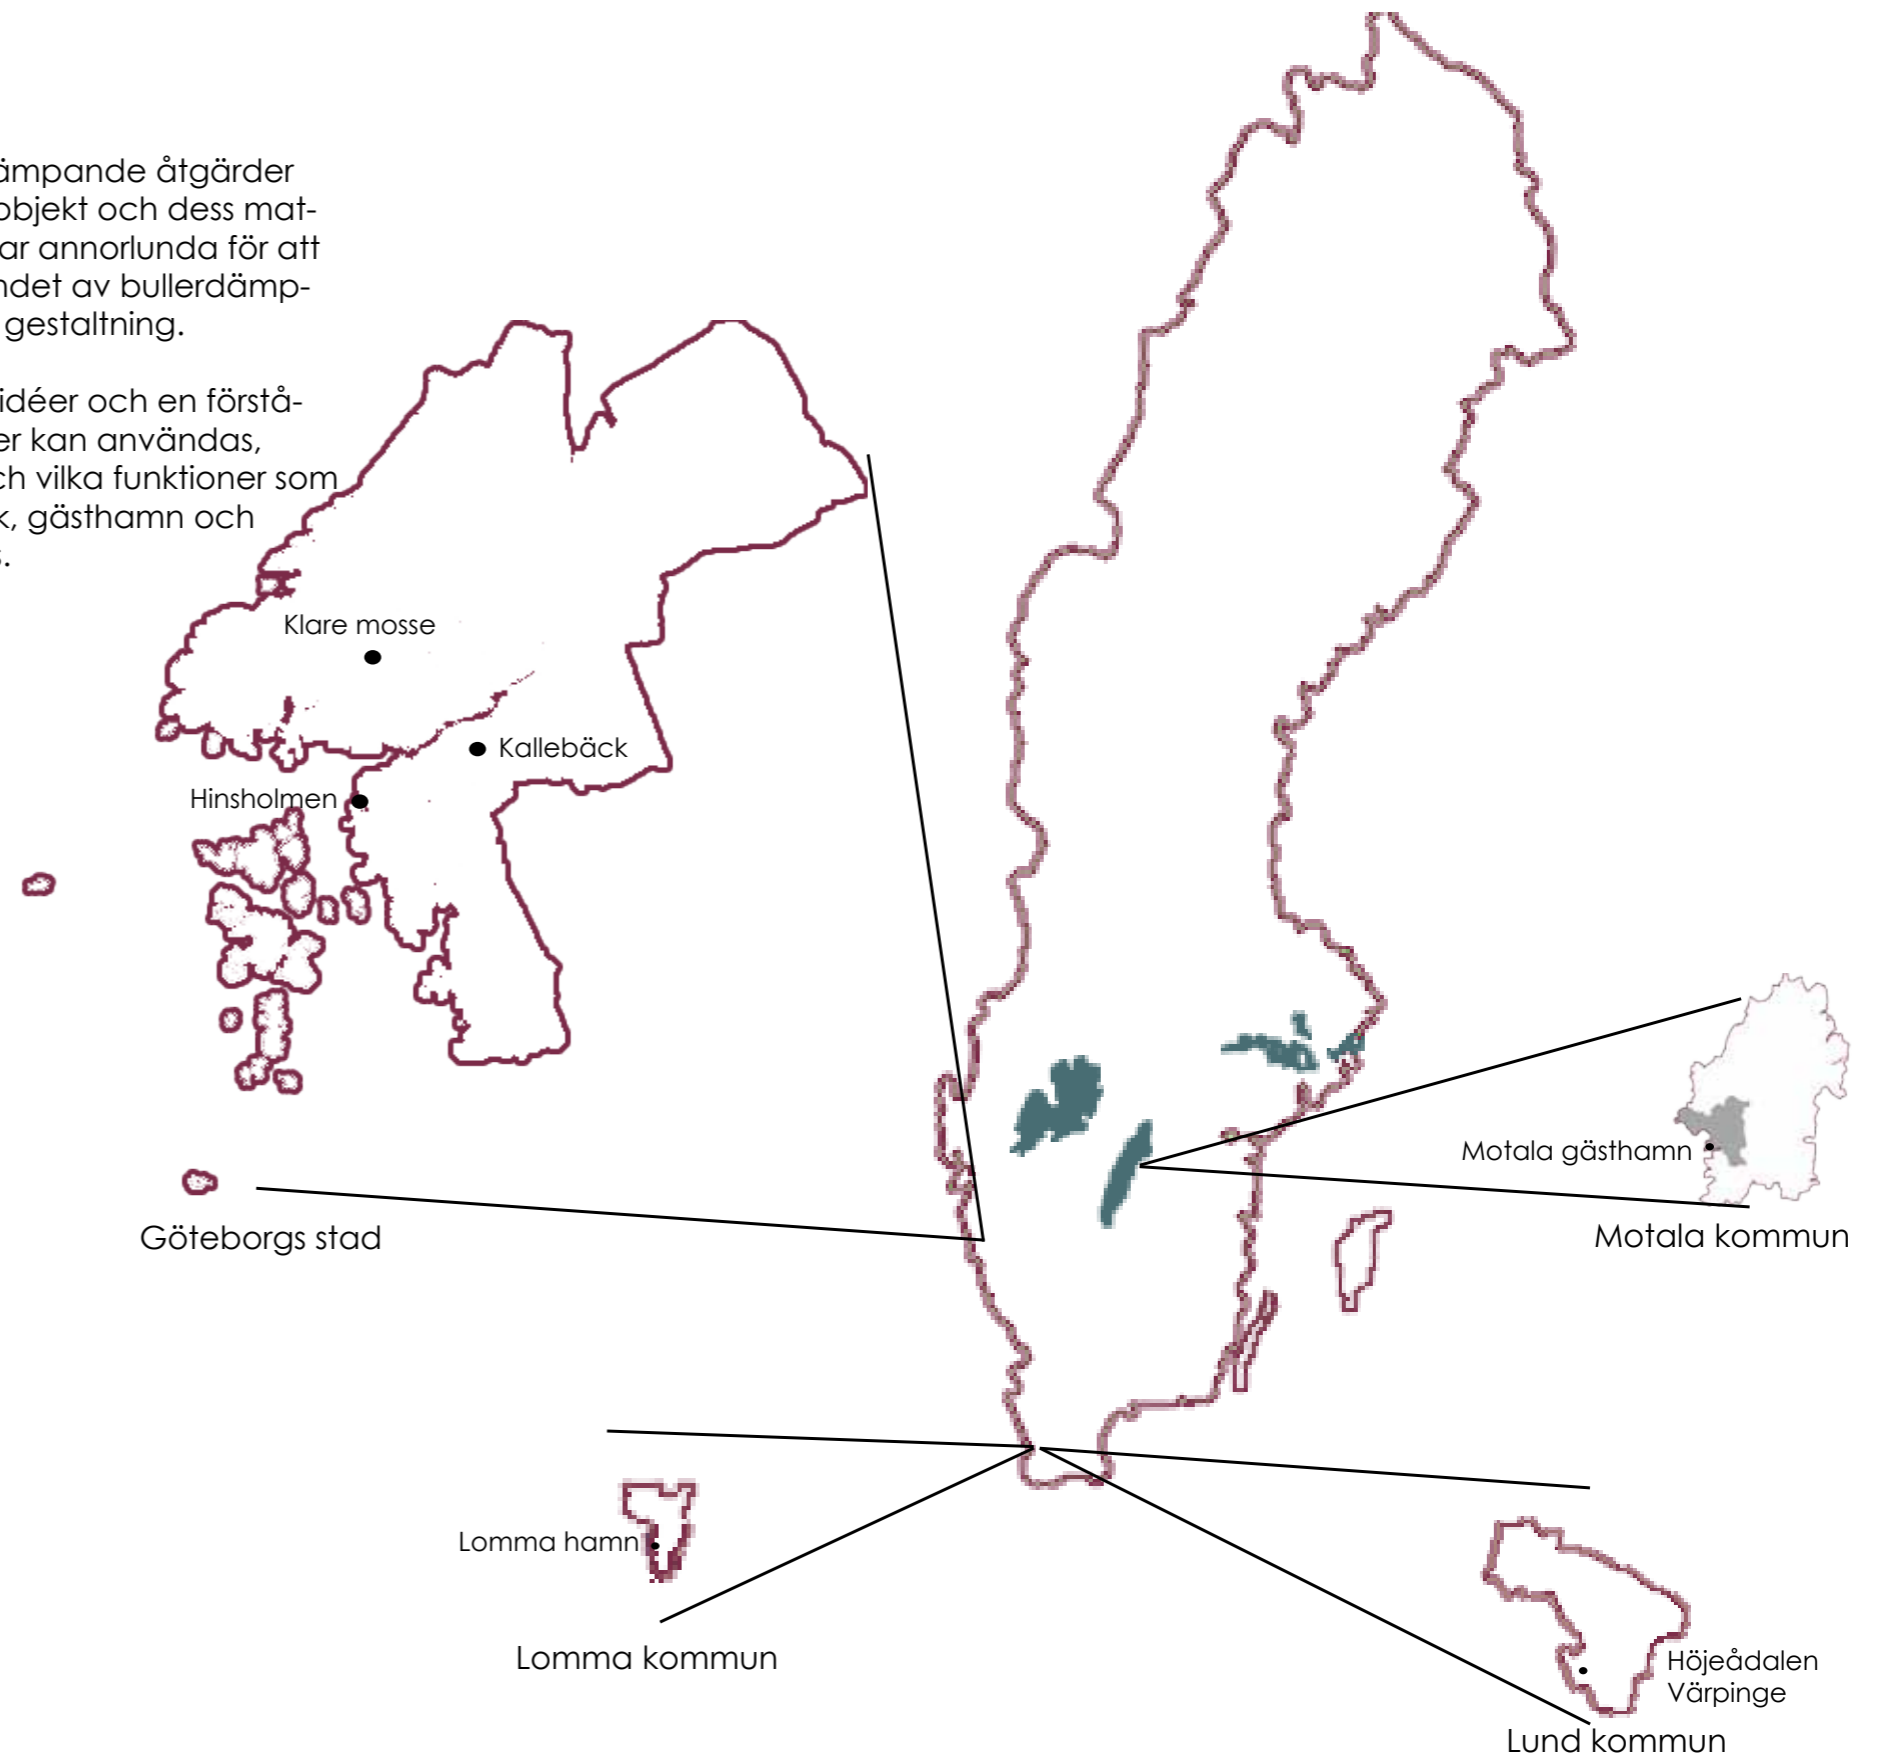 ämpande åtgärder
objekt och dess mat-
ar annorlunda för att
ndet av bullerdämp-
gestaltning.
idéer och en förstå-
er kan användas,
ch vilka funktioner som
k, gästhamn och
s.
Klare mosse
Kallebäck
Hinsholmen
Göteborgs stad
Motala gästhamn
Motala kommun
Lomma hamn
Lomma kommun
Höjeådalen
Värpinge
Lund kommun